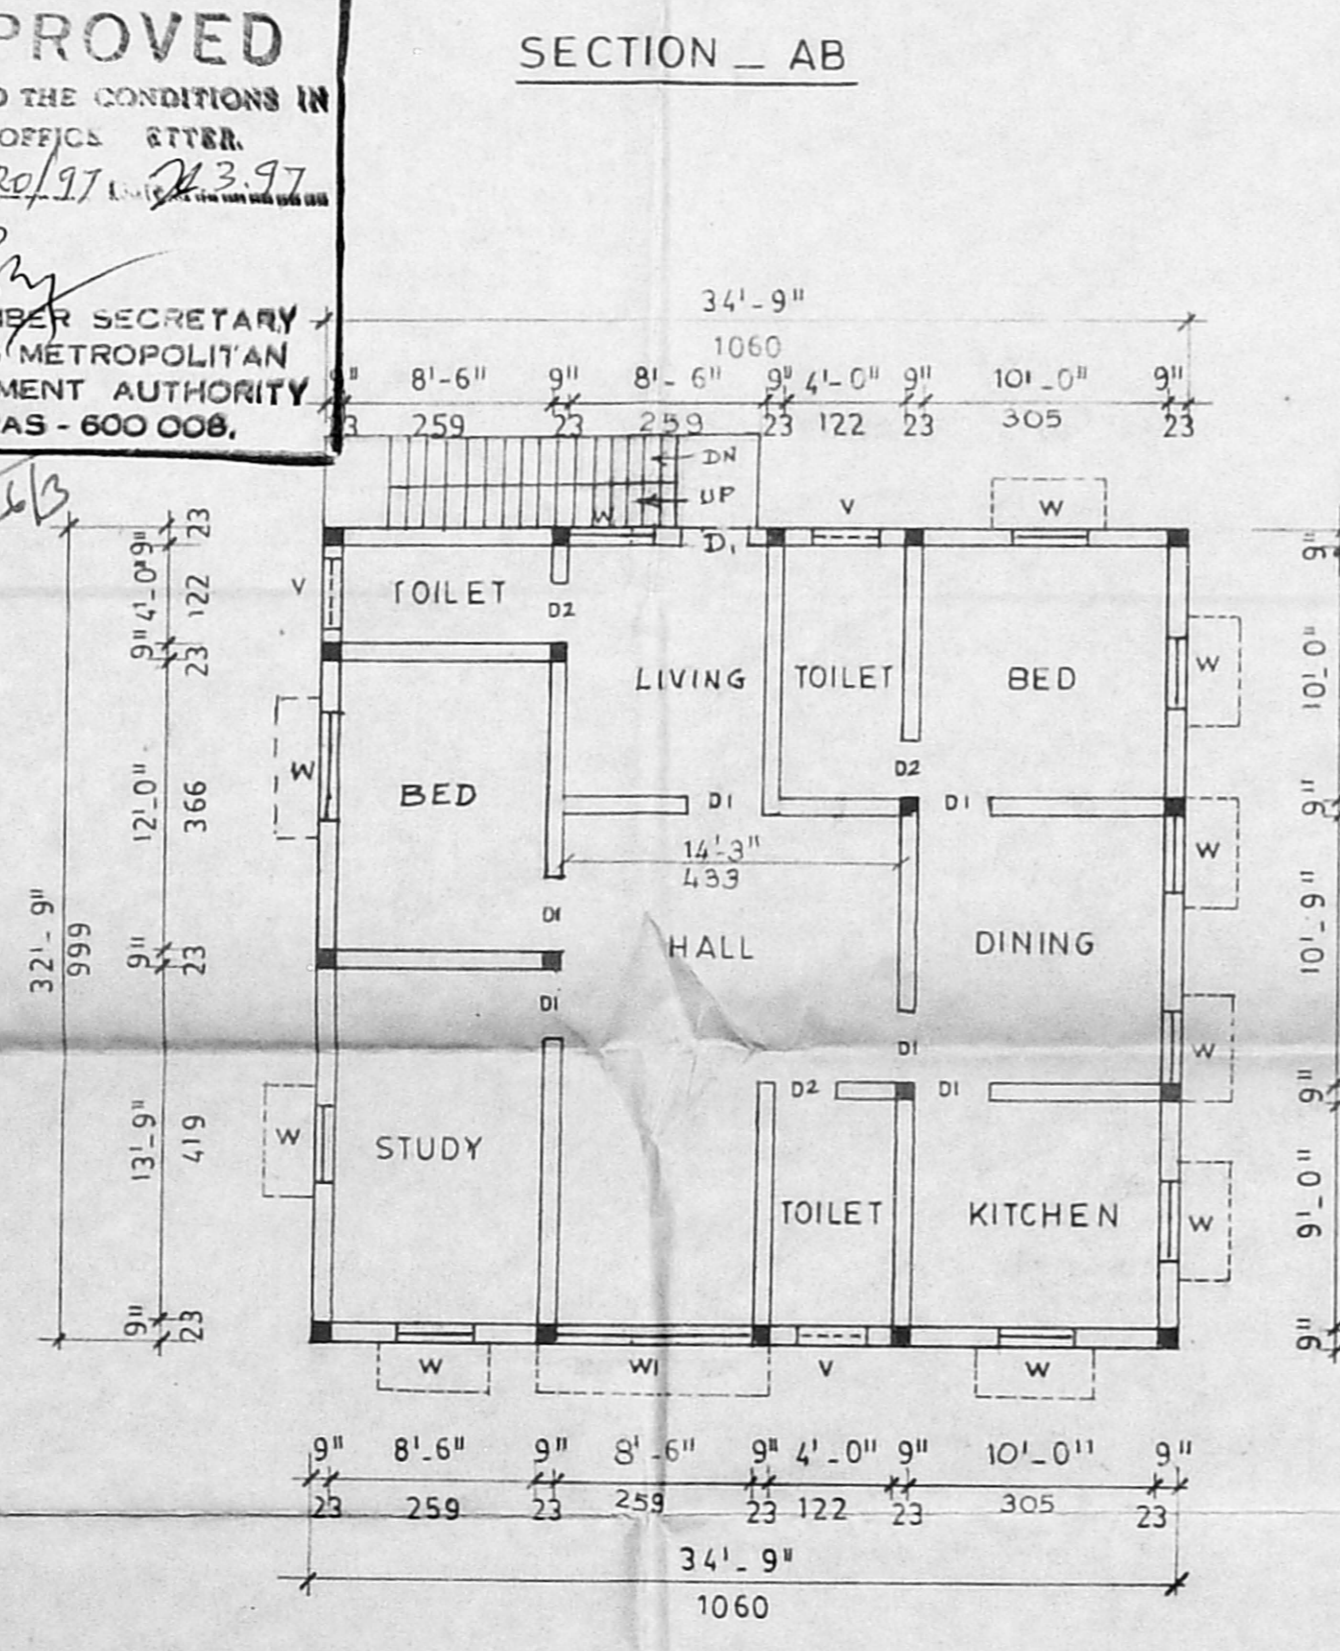 PROVED
THE CONDITIONS IN
OFFICE ETTER.
20/97 3.97
BER SECRETARY
METROPOLITAN
MENT AUTHORITY
AS - 600 008.
SECTION _ AB
34'-9"
1060
9" 8'-6" 9" 8'-6" 9" 4'-0" 9" 10'-0" 9"
3 259 23 259 23 122 23 305 23
DN
UP
W D1 V W
23
9"
4'-0"
122
9"
23
12'-0"
366
9"
23
13'-9"
419
9"
23
32'-9"
999
V TOILET D2
LIVING TOILET BED W
W BED D2
D1 D1 W
14'-3"
433
D1
HALL DINING
D1
D1 W
D2 D1
W STUDY
TOILET KITCHEN W
W W1 V W
9"
10'-0"
9"
10'-9"
9"
9'-0"
9"
9" 8'-6" 9" 8'-6" 9" 4'-0" 9" 10'-0" 9"
23 259 23 259 23 122 23 305 23
34'-9"
1060